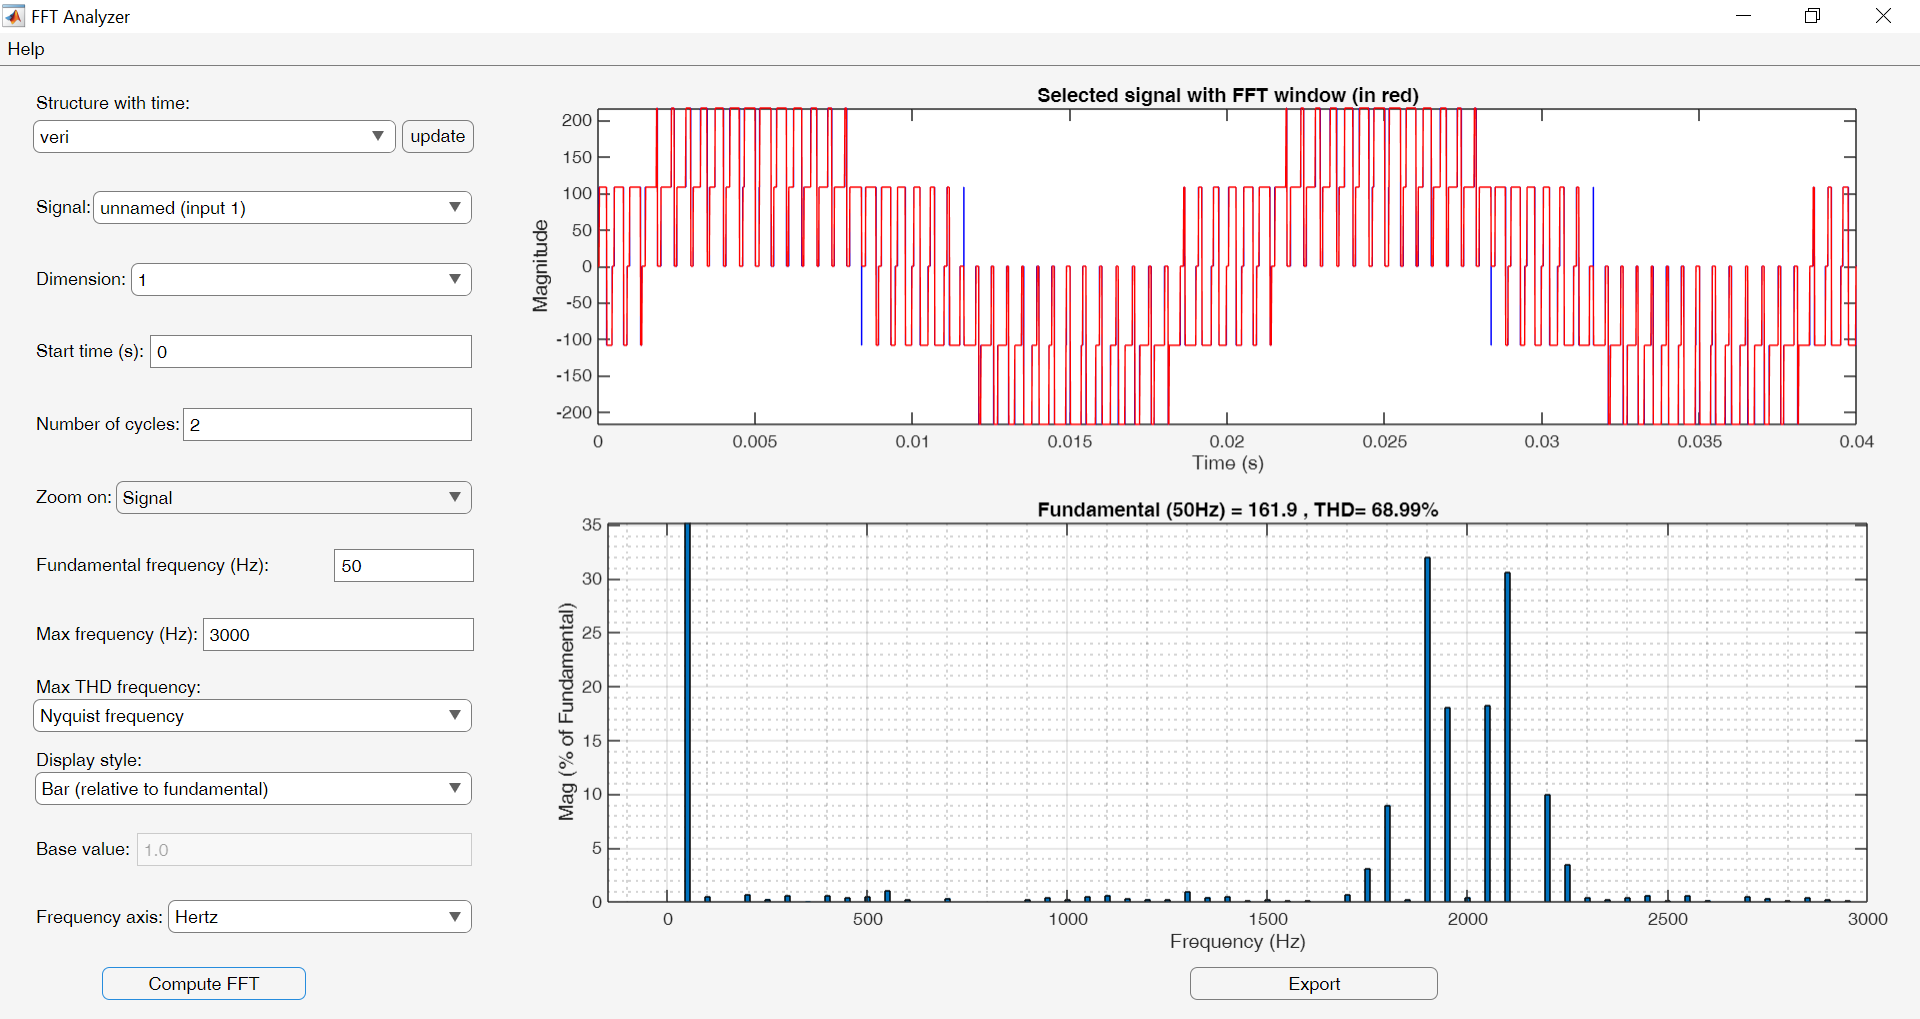 FFT Analyzer
Help
Structure with time:
veri
update
Signal: unnamed (input 1)
Dimension: 1
Start time (s): 0
Number of cycles: 2
Zoom on: Signal
Fundamental frequency (Hz): 50
Max frequency (Hz): 3000
Max THD frequency:
Nyquist frequency
Display style:
Bar (relative to fundamental)
Base value: 1.0
Frequency axis: Hertz
Compute FFT
Selected signal with FFT window (in red)
Magnitude
200
150
100
50
0
-50
-100
-150
-200
0 0.005 0.01 0.015 0.02 0.025 0.03 0.035 0.04
Time (s)
Fundamental (50Hz) = 161.9 , THD= 68.99%
Mag (% of Fundamental)
35
30
25
20
15
10
5
0
0 500 1000 1500 2000 2500 3000
Frequency (Hz)
Export